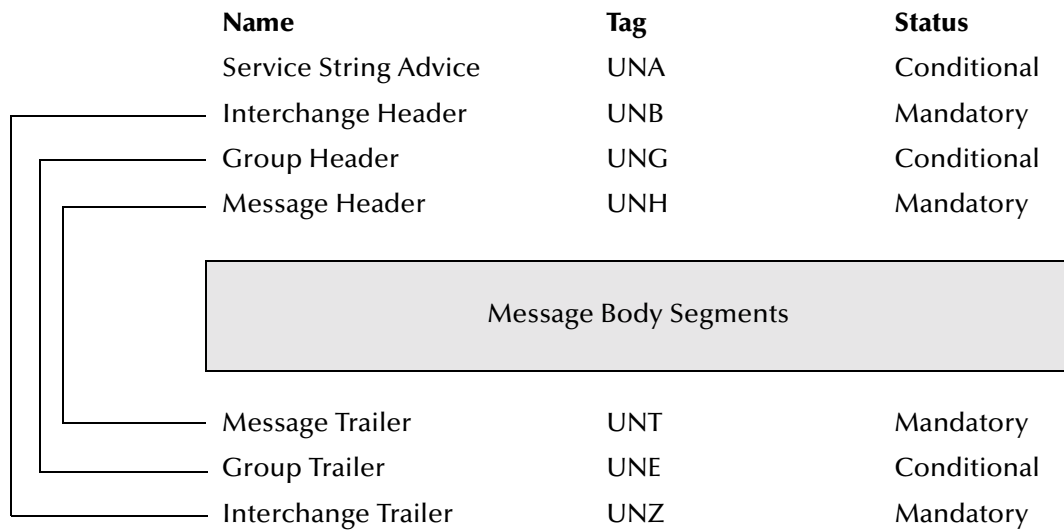 Name Tag Status
Service String Advice UNA Conditional
Interchange Header UNB Mandatory
Group Header UNG Conditional
Message Header UNH Mandatory
Message Body Segments
Message Trailer UNT Mandatory
Group Trailer UNE Conditional
Interchange Trailer UNZ Mandatory